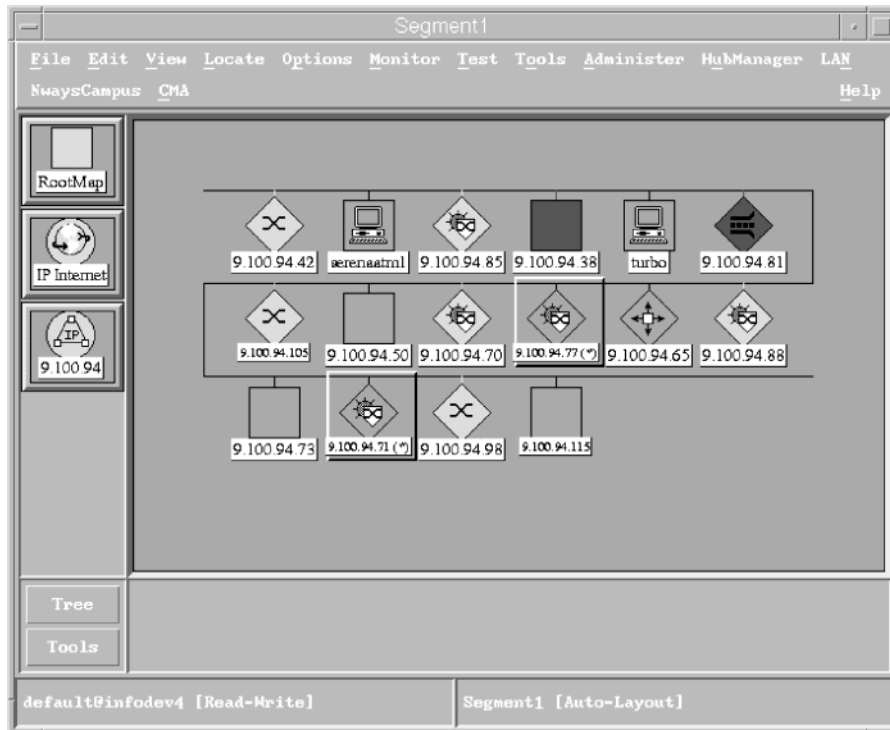 Segment1
File Edit View Locate Options Monitor Test Tools Administer HubManager LAN
NwaysCampus CMA Help
RootMap
IP Internet
IP
9.100.94
9.100.94.42 9.100.94.85 9.100.94.38 turbo 9.100.94.81
9.100.94.105 9.100.94.50 9.100.94.70 9.100.94.77 (*) 9.100.94.65 9.100.94.88
9.100.94.73 9.100.94.71 (*) 9.100.94.98 9.100.94.115
Tree
Tools
default@infodev4 [Read-Write] Segment1 [Auto-Layout]